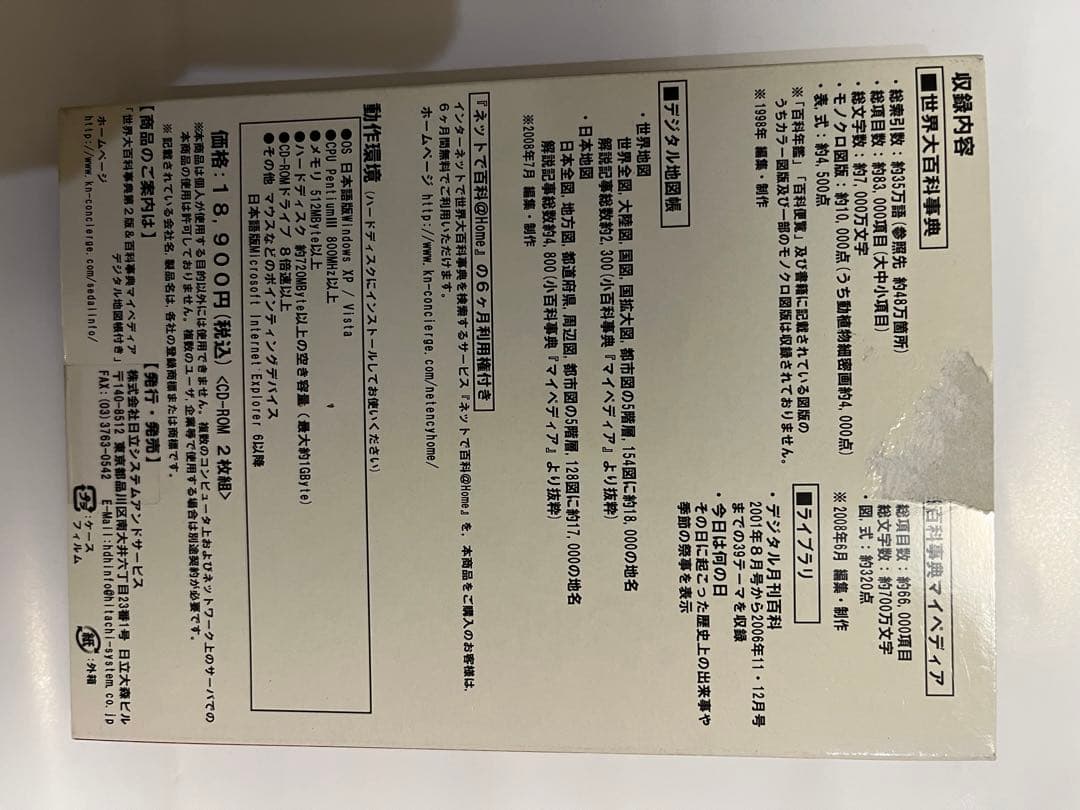 収録内容
■世界大百科事典
・総索引数：約35万語（参照先 約48万箇所）
・総項目数：約83,000項目（大中小項目）
・総文字数：約7,000万文字
・モノクロ図版：約10,000点（うち動植物細密画約4,000点）
・表，式：約4,500点
※「百科年鑑」「百科便覧」及び書籍に記載されている図版の
うちカラー図版及び一部のモノクロ図版は収録されておりません。
※1998年 編集・制作
百科事典マイペディア
総項目数：約66,000項目
総文字数：約700万文字
・図，式：約320点
※2008年6月 編集・制作
■ライブラリ
・デジタル月刊百科
2001年8月号から2006年11・12月号
までの39テーマを収録
・今日は何の日
その日に起こった歴史上の出来事や
季節の祭事を表示
■デジタル地図帳
・世界地図
世界全図，大陸図，国図，国拡大図，都市図の5階層，154図に約18,000の地名
解説記事総数約2,300（小百科事典『マイペディア』より抜粋）
・日本地図
日本全図，地方図，都道府県，周辺図，都市図の5階層，128図に約17,000の地名
解説記事総数約4,800（小百科事典『マイペディア』より抜粋）
※2008年7月 編集・制作
『ネットで百科@Home』の6ヶ月利用権付き
インターネットで世界大百科事典を検索するサービス『ネットで百科@Home』を，本商品をご購入のお客様は，
6ヶ月間無料でご利用いただけます。
ホームページ http://www.kn-concierge.com/netencyhome/
動作環境（ハードディスクにインストールしてお使いください）
●OS 日本語版Windows XP／Vista
●CPU PentiumIII 800MHz以上
●メモリ 512MByte以上
●ハードディスク 約720MByte以上の空き容量（最大約1GByte）
●CD-ROMドライブ 8倍速以上
●その他 マウスなどのポインティングデバイス
日本語版Microsoft Internet Explorer 6以降
価格：18,900円（税込）<CD-ROM 2枚組>
※本商品は個人が使用する目的以外には使用できません。複数のコンピュータ上およびネットワーク上のサーバでの
本商品の使用は許可しておりません。複数のユーザ，企業等で使用する場合は別途契約が必要です。
※記載されている会社名，製品名は，各社の登録商標または商標です。
【商品のご案内は】
「世界大百科事典第2版＆百科事典マイペディア
デジタル地図帳付き」
ホームページ
http://www.kn-concierge.com/sedaiinfo/
【発行・発売】
株式会社日立システムアンドサービス
〒140-8512 東京都品川区南大井六丁目23番1号 日立大森ビル
FAX:(03)3763-0542 E-Mail:hdhinfo@hitachi-system.co.jp
プラ：ケース
フィルム
紙：外箱